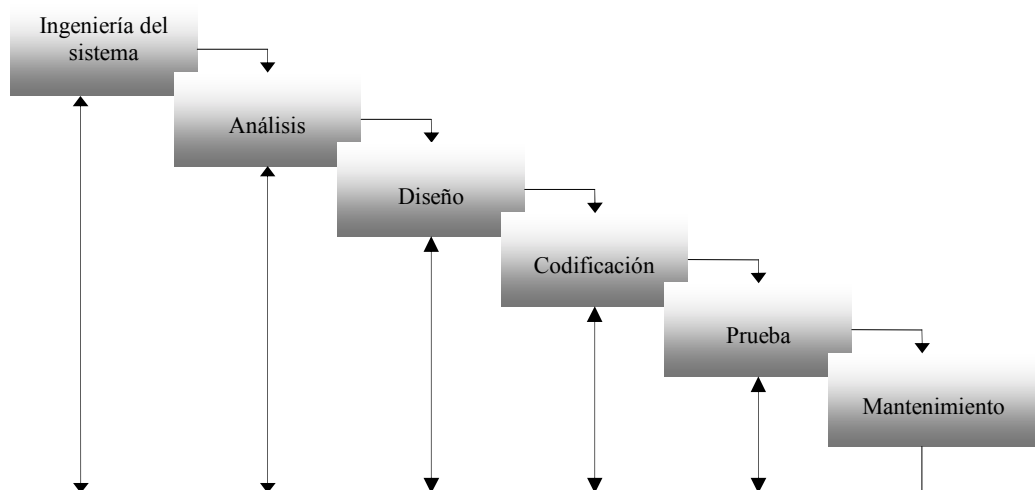 Ingeniería del
sistema
Análisis
Diseño
Codificación
Prueba
Mantenimiento